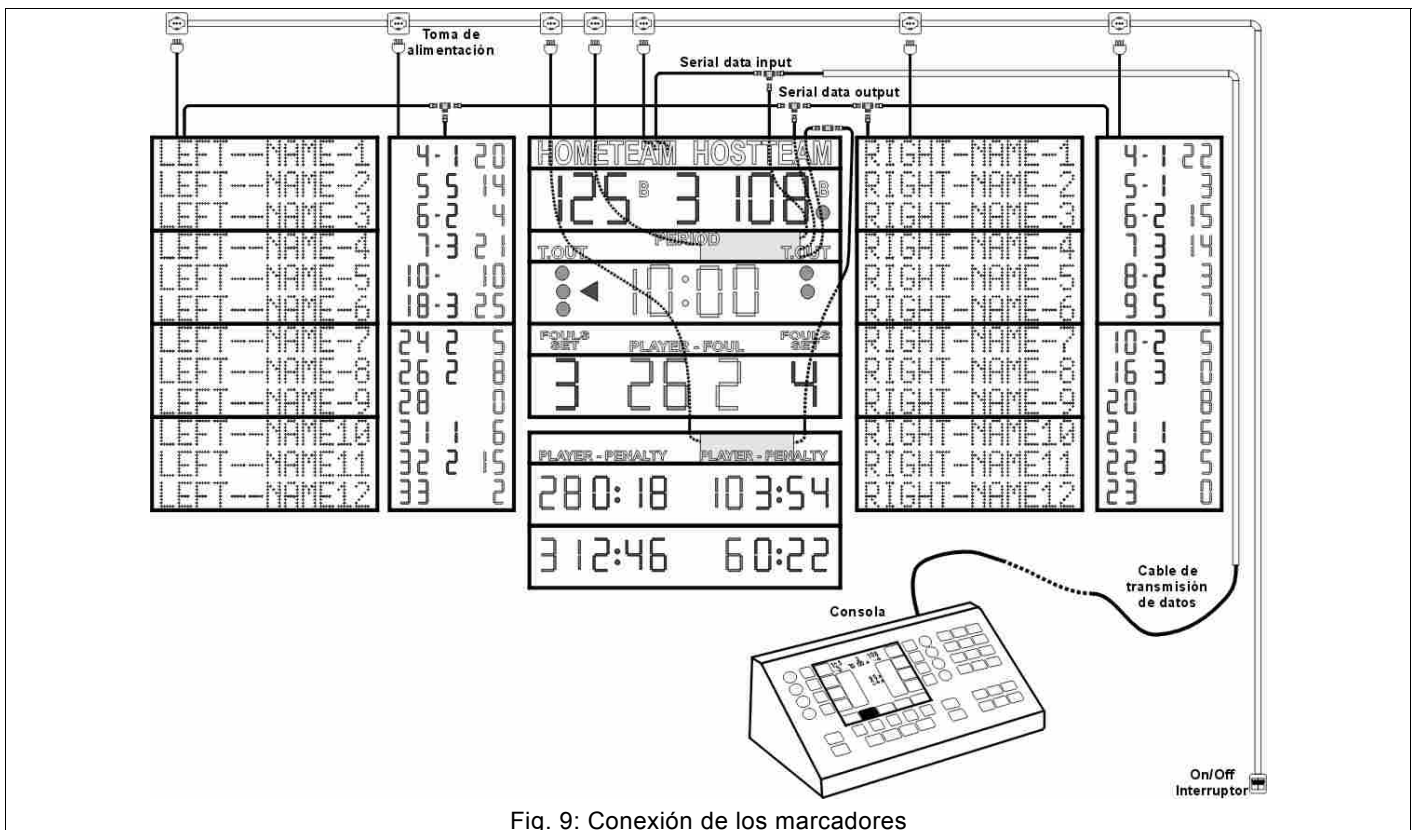 Toma de
alimentación
Serial data input
Serial data output
LEFT--NAME-1
LEFT--NAME-2
LEFT--NAME-3
LEFT--NAME-4
LEFT--NAME-5
LEFT--NAME-6
LEFT--NAME-7
LEFT--NAME-8
LEFT--NAME-9
LEFT--NAME10
LEFT--NAME11
LEFT--NAME12
4-1 20
5 5 14
6-2 4
7-3 21
10- 10
18-3 25
24 2 5
26 2 8
28 0
31 1 6
32 2 15
33 2
HOMETEAM HOSTTEAM
125 B 3 108 B
PERIOD
T.OUT T.OUT
10:00
FOULS SET PLAYER - FOUL FOULS SET
3 26 2 4
PLAYER - PENALTY PLAYER - PENALTY
28 0:18 10 3:54
31 2:46 6 0:22
RIGHT-NAME-1
RIGHT-NAME-2
RIGHT-NAME-3
RIGHT-NAME-4
RIGHT-NAME-5
RIGHT-NAME-6
RIGHT-NAME-7
RIGHT-NAME-8
RIGHT-NAME-9
RIGHT-NAME10
RIGHT-NAME11
RIGHT-NAME12
4-1 22
5-1 3
6-2 15
7 3 14
8-2 3
9 5 7
10-2 5
16 3 0
20 8
21 1 6
22 3 5
23 0
Cable de
transmisión
de datos
Consola
On/Off
Interruptor
Fig. 9: Conexión de los marcadores